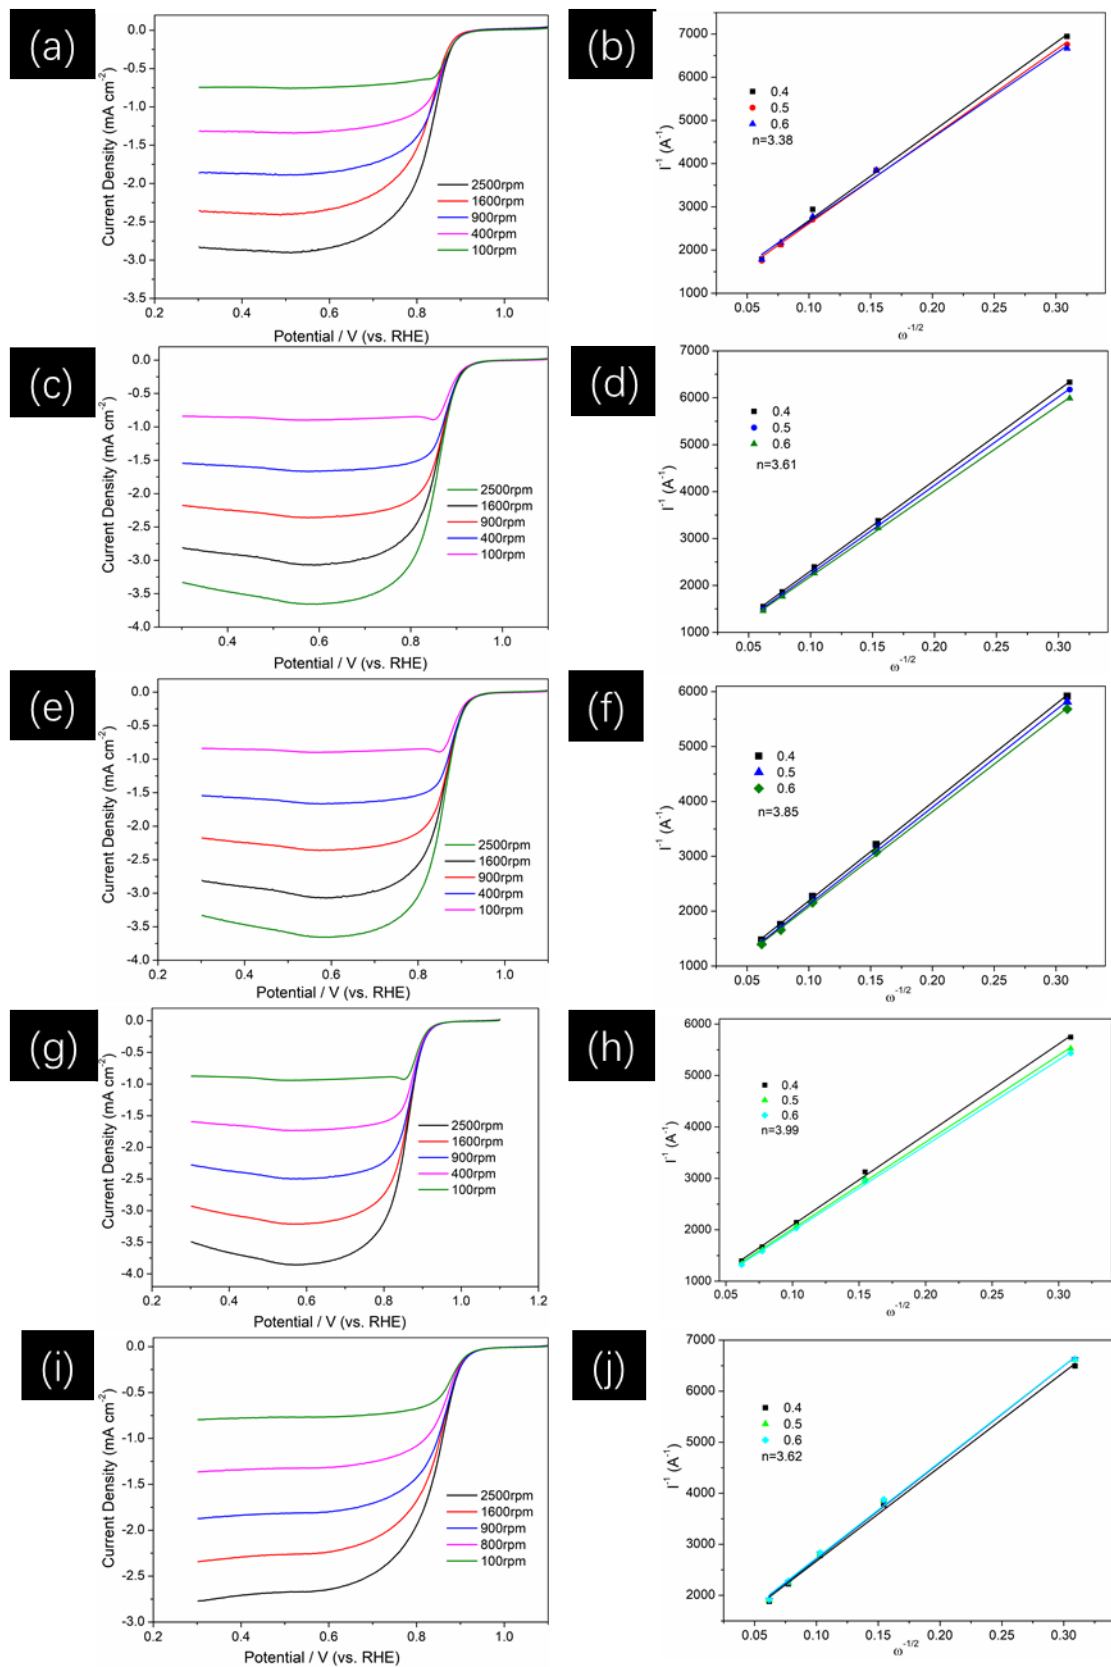 (a)
0.0
-0.5
-1.0
-1.5
-2.0
-2.5
-3.0
-3.5
Current Density (mA cm-2)
2500rpm
1600rpm
900rpm
400rpm
100rpm
0.2 0.4 0.6 0.8 1.0
Potential / V (vs. RHE)
(b)
7000
6000
5000
4000
3000
2000
1000
I-1 (A-1)
0.4
0.5
0.6
n=3.38
0.05 0.10 0.15 0.20 0.25 0.30
ω-1/2
(c)
0.0
-0.5
-1.0
-1.5
-2.0
-2.5
-3.0
-3.5
-4.0
Current Density (mA cm-2)
2500rpm
1600rpm
900rpm
400rpm
100rpm
0.4 0.6 0.8 1.0
Potential / V (vs. RHE)
(d)
7000
6000
5000
4000
3000
2000
1000
I-1 (A-1)
0.4
0.5
0.6
n=3.61
0.05 0.10 0.15 0.20 0.25 0.30
ω-1/2
(e)
0.0
-0.5
-1.0
-1.5
-2.0
-2.5
-3.0
-3.5
-4.0
Current Density (mA cm-2)
2500rpm
1600rpm
900rpm
400rpm
100rpm
0.2 0.4 0.6 0.8 1.0
Potential / V (vs. RHE)
(f)
6000
5000
4000
3000
2000
1000
I-1 (A-1)
0.4
0.5
0.6
n=3.85
0.05 0.10 0.15 0.20 0.25 0.30
ω-1/2
(g)
0.0
-0.5
-1.0
-1.5
-2.0
-2.5
-3.0
-3.5
-4.0
Current Density (mA cm-2)
2500rpm
1600rpm
900rpm
400rpm
100rpm
0.2 0.4 0.6 0.8 1.0 1.2
Potential / V (vs. RHE)
(h)
6000
5000
4000
3000
2000
1000
I-1 (A-1)
0.4
0.5
0.6
n=3.99
0.05 0.10 0.15 0.20 0.25 0.30
ω-1/2
(i)
0.0
-0.5
-1.0
-1.5
-2.0
-2.5
-3.0
Current Density (mA cm-2)
2500rpm
1600rpm
900rpm
800rpm
100rpm
0.2 0.4 0.6 0.8 1.0
Potential / V (vs. RHE)
(j)
7000
6000
5000
4000
3000
2000
I-1 (A-1)
0.4
0.5
0.6
n=3.62
0.05 0.10 0.15 0.20 0.25 0.30
ω-1/2